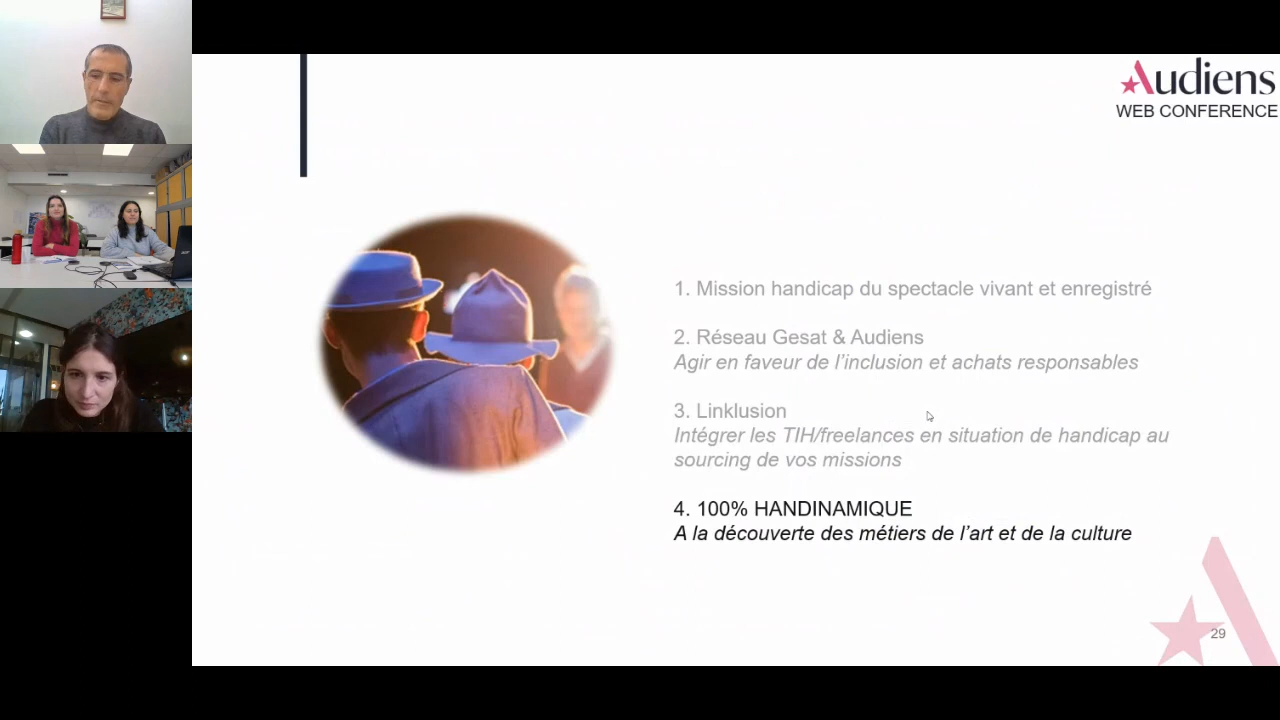 Audiens
WEB CONFERENCE
1. Mission handicap du spectacle vivant et enregistré
2. Réseau Gesat & Audiens
Agir en faveur de l’inclusion et achats responsables
3. Linklusion
Intégrer les TIH/freelances en situation de handicap au
sourcing de vos missions
4. 100% HANDINAMIQUE
A la découverte des métiers de l’art et de la culture
29